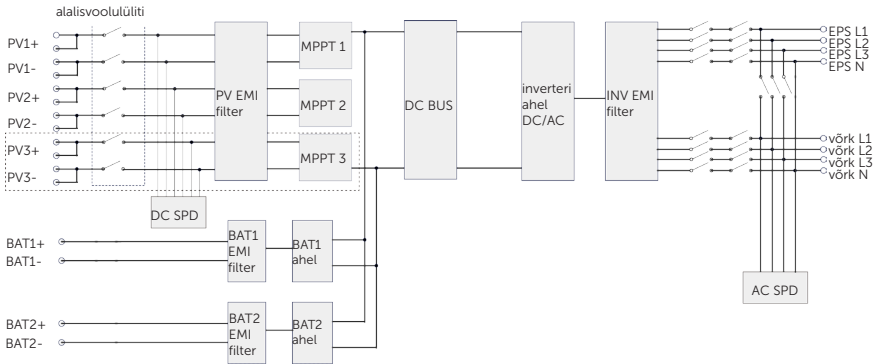 alalisvoolulüliti
PV1+
PV1-
PV2+
PV2-
PV3+
PV3-
PV EMI
filter
MPPT 1
MPPT 2
MPPT 3
DC SPD
DC BUS
inverteri
ahel
DC/AC
INV EMI
filter
EPS L1
EPS L2
EPS L3
EPS N
võrk L1
võrk L2
võrk L3
võrk N
AC SPD
BAT1+
BAT1-
BAT1
EMI
filter
BAT1
ahel
BAT2+
BAT2-
BAT2
EMI
filter
BAT2
ahel